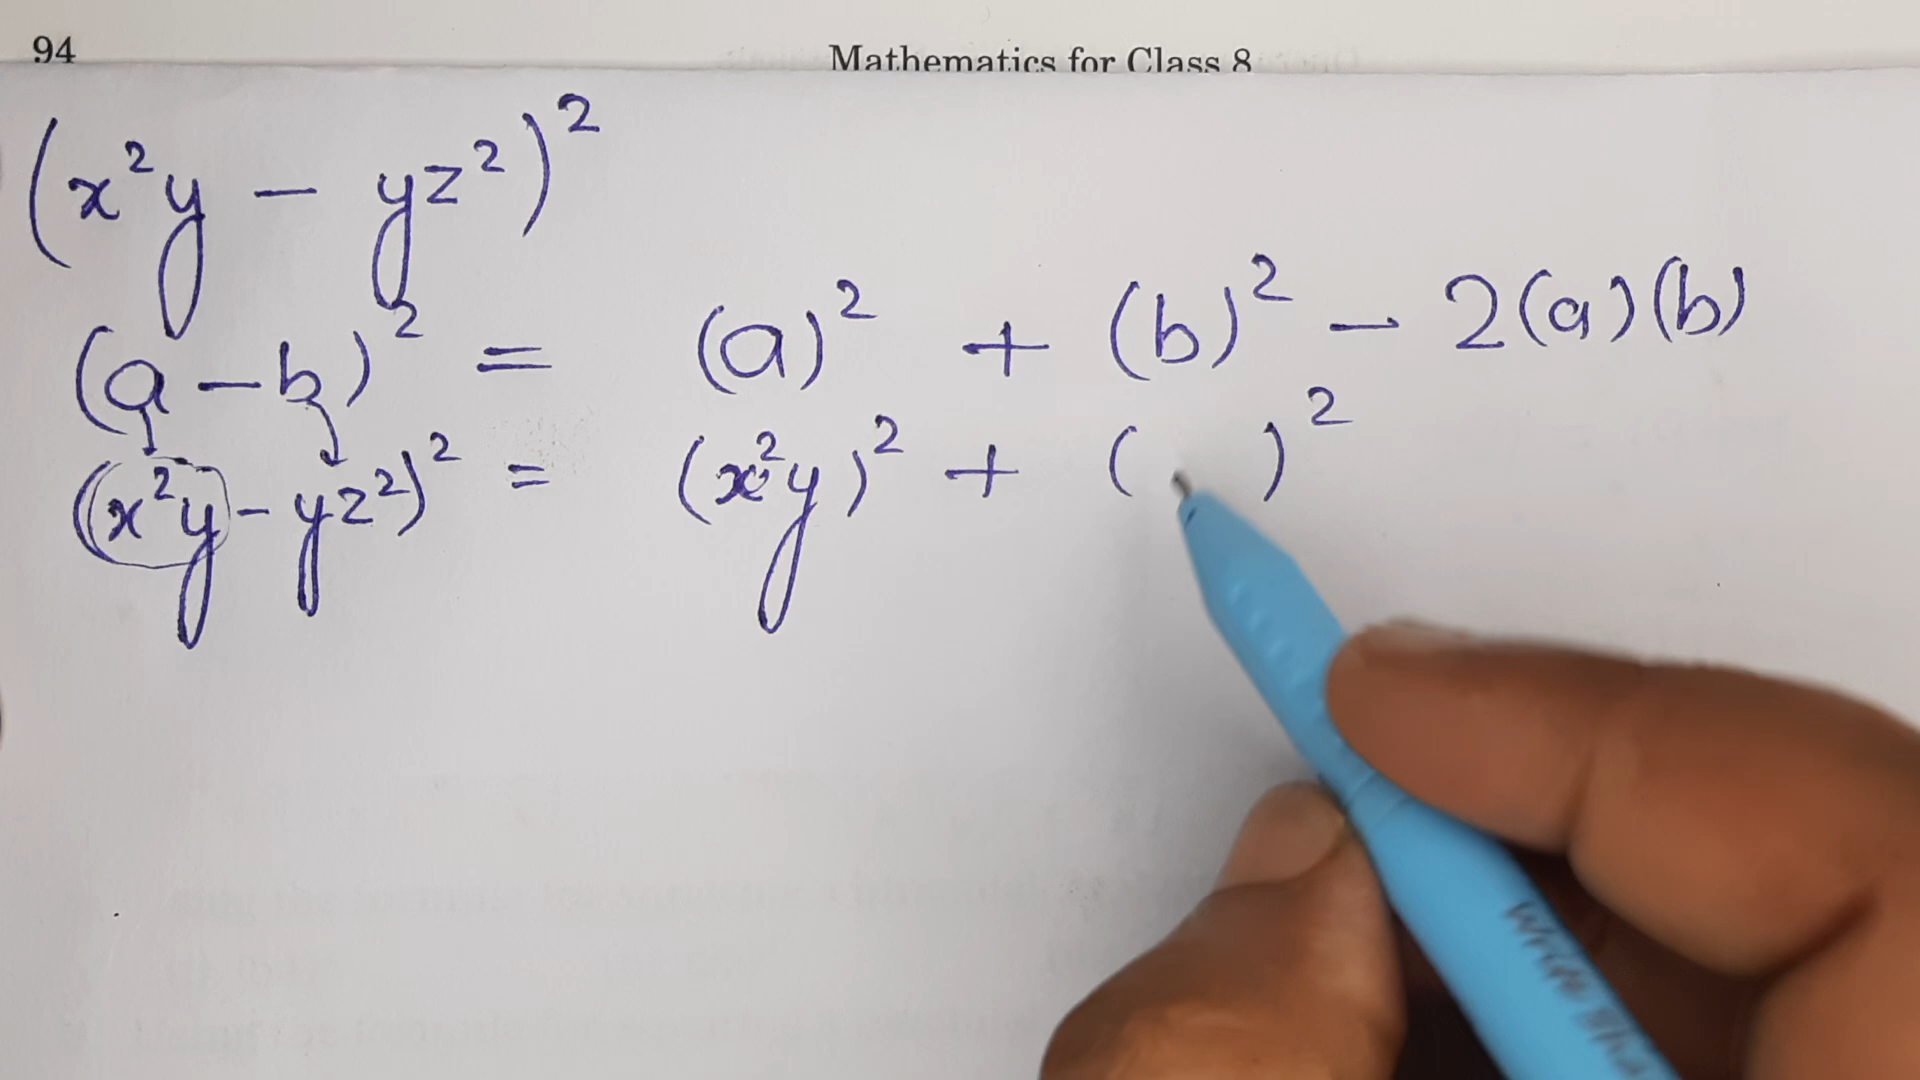 94 Mathematics for Class 8
(x²y - yz²)²
(a - b)² = (a)² + (b)² - 2(a)(b)
(x²y - yz²)² = (x²y)² + ( )²